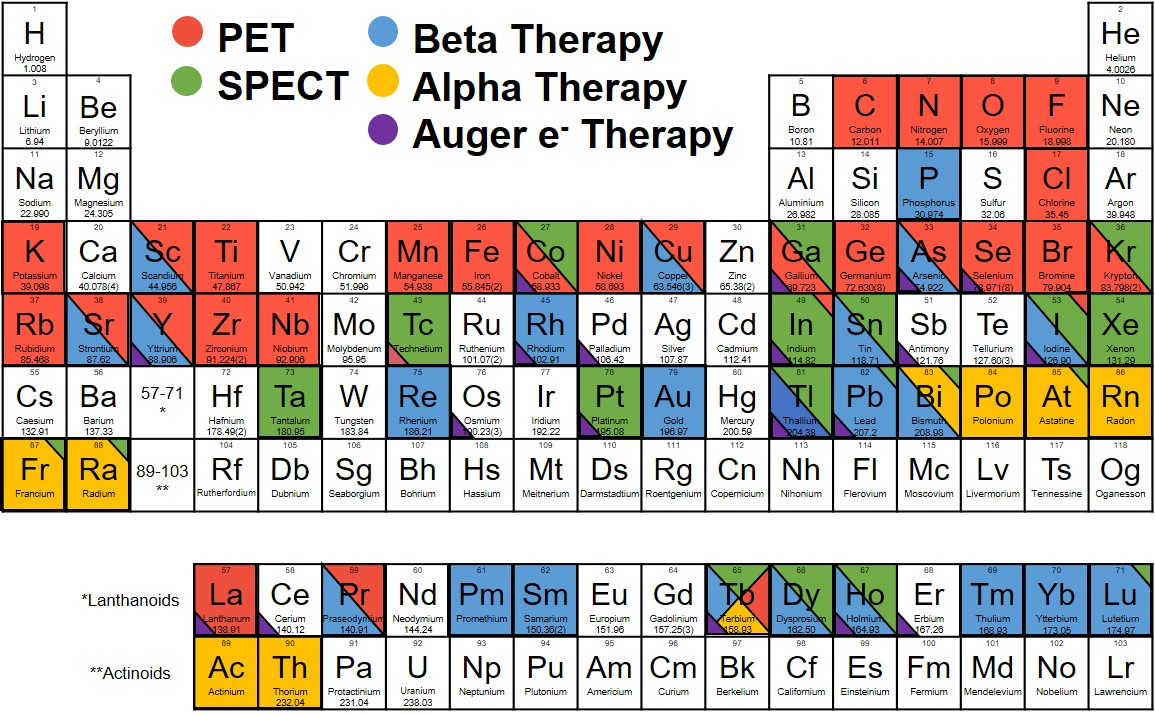 1
H
Hydrogen
1.008
PET
Beta Therapy
SPECT
Alpha Therapy
Auger e- Therapy
2
He
Helium
4.0026
3
Li
Lithium
6.94
4
Be
Beryllium
9.0122
5
B
Boron
10.81
6
C
Carbon
12.011
7
N
Nitrogen
14.007
8
O
Oxygen
15.999
9
F
Fluorine
18.998
10
Ne
Neon
20.180
11
Na
Sodium
22.990
12
Mg
Magnesium
24.305
13
Al
Aluminium
26.982
14
Si
Silicon
28.085
15
P
Phosphorus
30.974
16
S
Sulfur
32.06
17
Cl
Chlorine
35.45
18
Ar
Argon
39.948
19
K
Potassium
39.098
20
Ca
Calcium
40.078(4)
21
Sc
Scandium
44.956
22
Ti
Titanium
47.867
23
V
Vanadium
50.942
24
Cr
Chromium
51.996
25
Mn
Manganese
54.938
26
Fe
Iron
55.845(2)
27
Co
Cobalt
58.933
28
Ni
Nickel
58.693
29
Cu
Copper
63.546(3)
30
Zn
Zinc
65.38(2)
31
Ga
Gallium
69.723
32
Ge
Germanium
72.630(8)
33
As
Arsenic
74.922
34
Se
Selenium
78.971(8)
35
Br
Bromine
79.904
36
Kr
Krypton
83.798(2)
37
Rb
Rubidium
85.468
38
Sr
Strontium
87.62
39
Y
Yttrium
88.906
40
Zr
Zirconium
91.224(2)
41
Nb
Niobium
92.906
42
Mo
Molybdenum
95.95
43
Tc
Technetium
44
Ru
Ruthenium
101.07(2)
45
Rh
Rhodium
102.91
46
Pd
Palladium
106.42
47
Ag
Silver
107.87
48
Cd
Cadmium
112.41
49
In
Indium
114.82
50
Sn
Tin
118.71
51
Sb
Antimony
121.76
52
Te
Tellurium
127.60(3)
53
I
Iodine
126.90
54
Xe
Xenon
131.29
55
Cs
Caesium
132.91
56
Ba
Barium
137.33
57-71
*
72
Hf
Hafnium
178.49(2)
73
Ta
Tantalum
180.95
74
W
Tungsten
183.84
75
Re
Rhenium
186.21
76
Os
Osmium
190.23(3)
77
Ir
Iridium
192.22
78
Pt
Platinum
195.08
79
Au
Gold
196.97
80
Hg
Mercury
200.59
81
Tl
Thallium
204.38
82
Pb
Lead
207.2
83
Bi
Bismuth
208.98
84
Po
Polonium
85
At
Astatine
86
Rn
Radon
87
Fr
Francium
88
Ra
Radium
89-103
**
104
Rf
Rutherfordium
105
Db
Dubnium
106
Sg
Seaborgium
107
Bh
Bohrium
108
Hs
Hassium
109
Mt
Meitnerium
110
Ds
Darmstadtium
111
Rg
Roentgenium
112
Cn
Copernicium
113
Nh
Nihonium
114
Fl
Flerovium
115
Mc
Moscovium
116
Lv
Livermorium
117
Ts
Tennessine
118
Og
Oganesson
*Lanthanoids
57
La
Lanthanum
138.91
58
Ce
Cerium
140.12
59
Pr
Praseodymium
140.91
60
Nd
Neodymium
144.24
61
Pm
Promethium
62
Sm
Samarium
150.36(2)
63
Eu
Europium
151.96
64
Gd
Gadolinium
157.25(3)
65
Tb
Terbium
158.93
66
Dy
Dysprosium
162.50
67
Ho
Holmium
164.93
68
Er
Erbium
167.26
69
Tm
Thulium
168.93
70
Yb
Ytterbium
173.05
71
Lu
Lutetium
174.97
**Actinoids
89
Ac
Actinium
90
Th
Thorium
232.04
91
Pa
Protactinium
231.04
92
U
Uranium
238.03
93
Np
Neptunium
94
Pu
Plutonium
95
Am
Americium
96
Cm
Curium
97
Bk
Berkelium
98
Cf
Californium
99
Es
Einsteinium
100
Fm
Fermium
101
Md
Mendelevium
102
No
Nobelium
103
Lr
Lawrencium